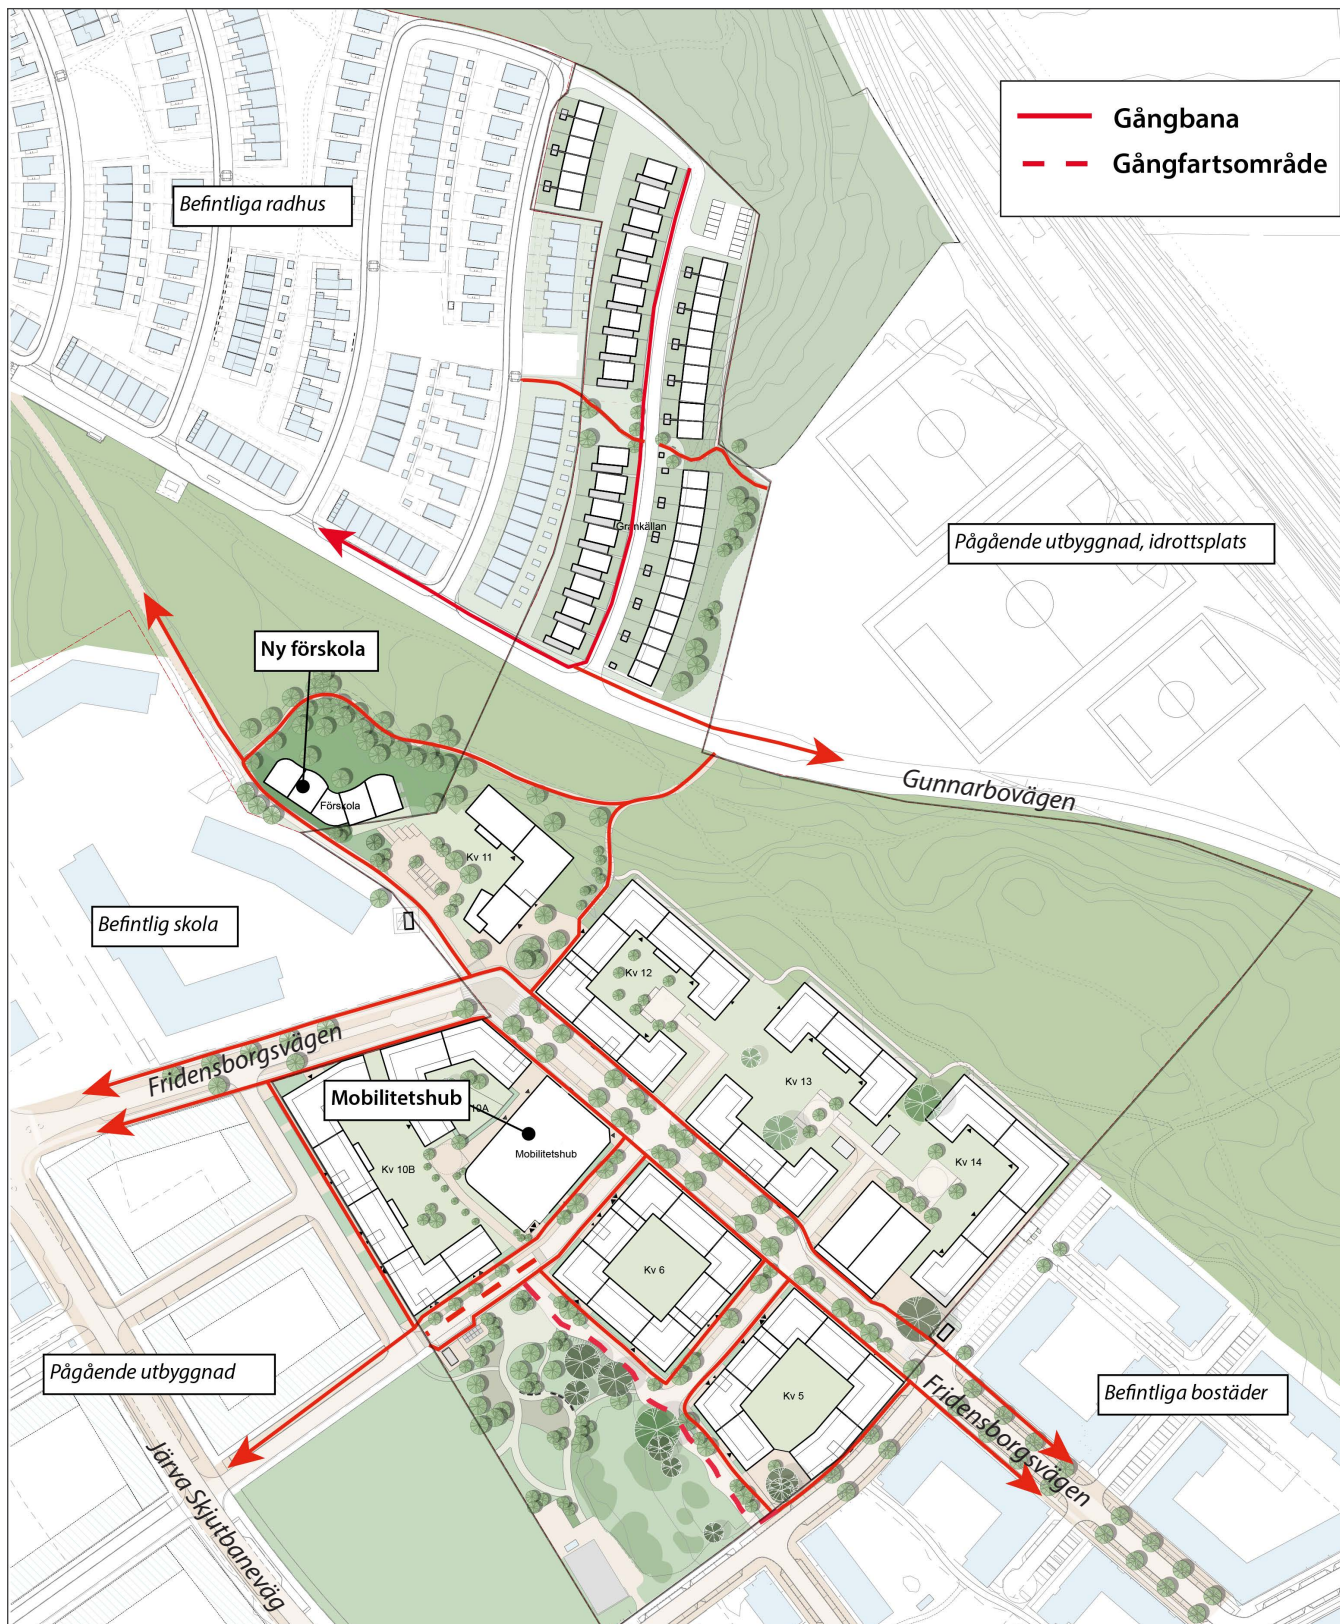 Gångbana
Gångfartsområde
Befintliga radhus
Grankällan
Pågående utbyggnad, idrottsplats
Ny förskola
Förskola
Gunnarbovägen
Kv 11
Befintlig skola
Kv 12
Fridensborgsvägen
Kv 13
Mobilitetshub
10A
Mobilitetshub
Kv 10B
Kv 14
Kv 6
Pågående utbyggnad
Kv 5
Befintliga bostäder
Fridensborgsvägen
Järva Skjutbaneväg